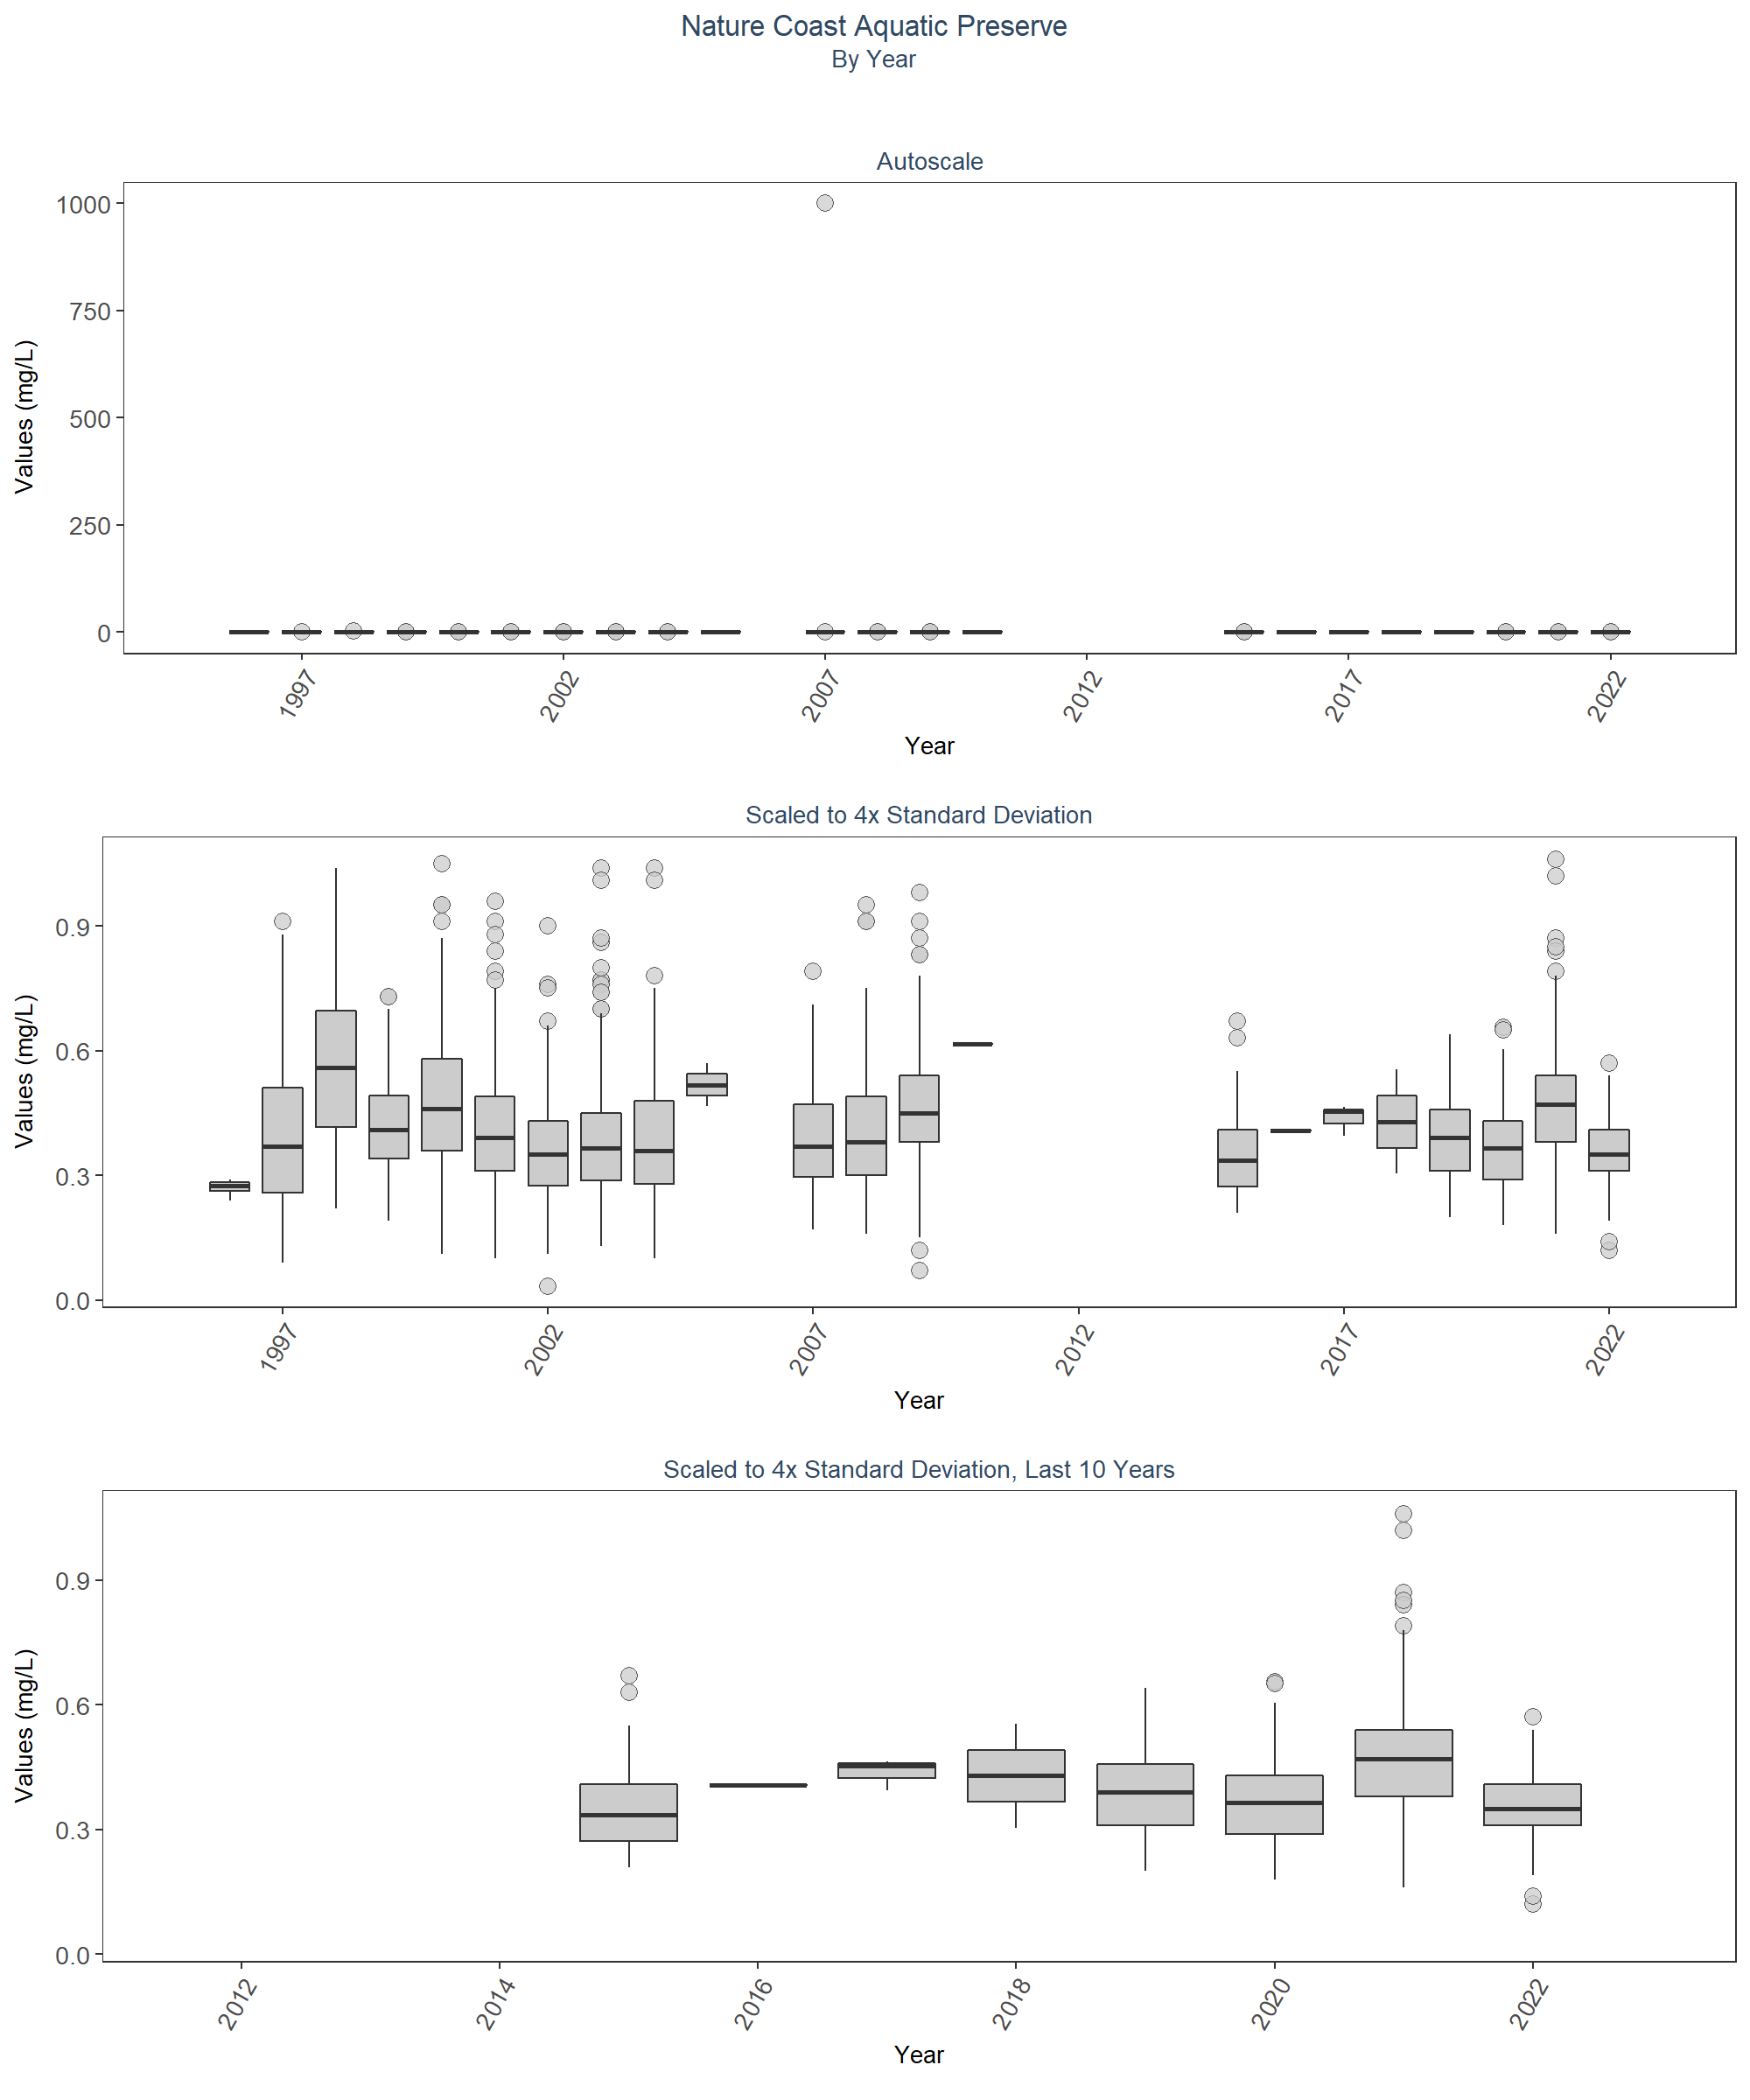 Nature Coast Aquatic Preserve
By Year
Autoscale
Values (mg/L)
1000
750
500
250
0
1997
2002
2007
2012
2017
2022
Year
Scaled to 4x Standard Deviation
Values (mg/L)
0.9
0.6
0.3
0.0
1997
2002
2007
2012
2017
2022
Year
Scaled to 4x Standard Deviation, Last 10 Years
Values (mg/L)
0.9
0.6
0.3
0.0
2012
2014
2016
2018
2020
2022
Year